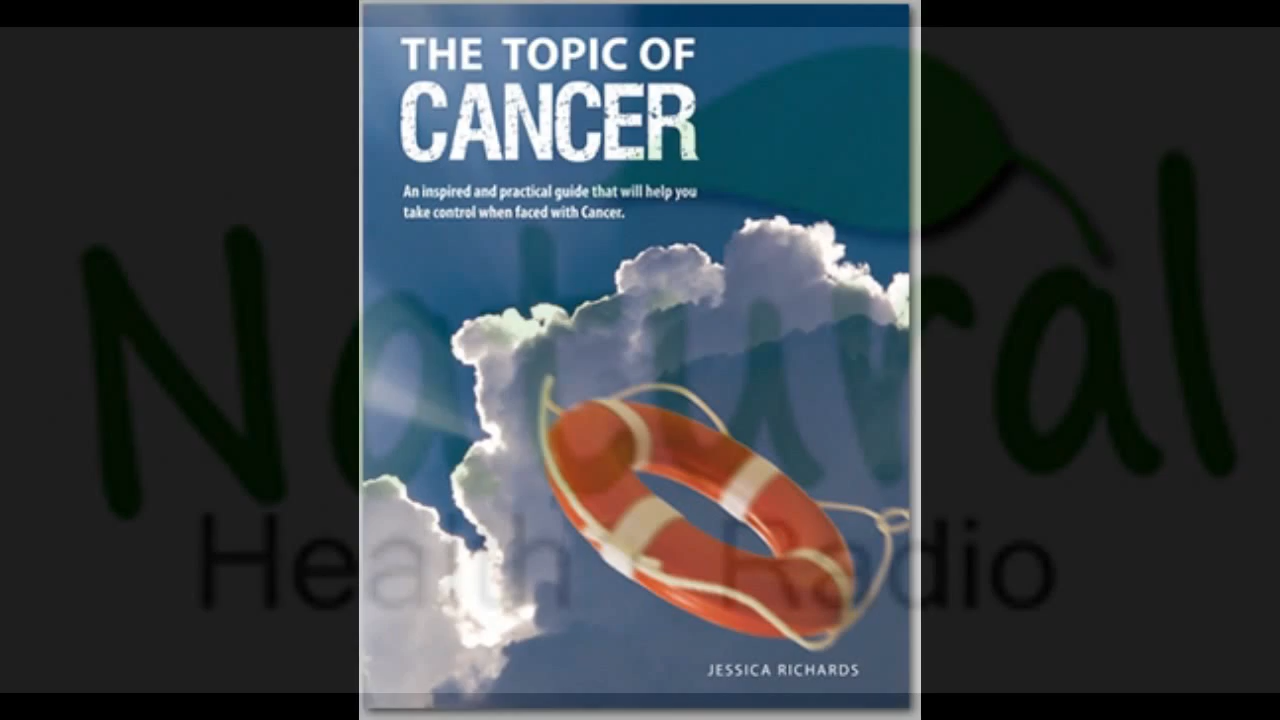 THE TOPIC OF
CANCER
An inspired and practical guide that will help you
take control when faced with Cancer.
Natural
Health Radio
JESSICA RICHARDS